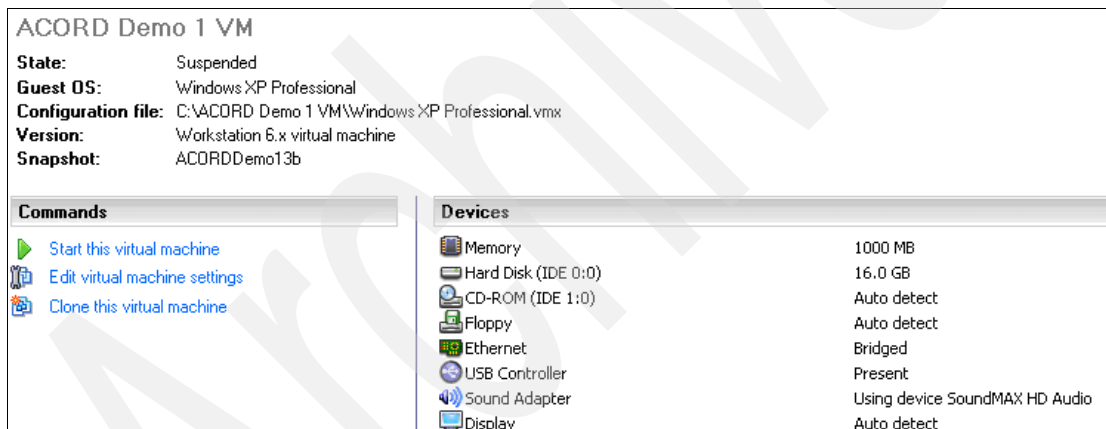 ACORD Demo 1 VM
State: Suspended
Guest OS: Windows XP Professional
Configuration file: C:\ACORD Demo 1 VM\Windows XP Professional.vmx
Version: Workstation 6.x virtual machine
Snapshot: ACORDDemo13b
Commands
Start this virtual machine
Edit virtual machine settings
Clone this virtual machine
Devices
Memory 1000 MB
Hard Disk (IDE 0:0) 16.0 GB
CD-ROM (IDE 1:0) Auto detect
Floppy Auto detect
Ethernet Bridged
USB Controller Present
Sound Adapter Using device SoundMAX HD Audio
Display Auto detect